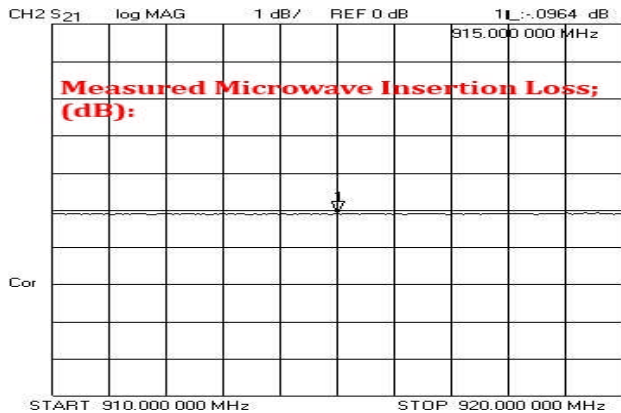 CH2 S21 log MAG 1 dB/ REF 0 dB 1:-.0964 dB
915.000 000 MHz
Measured Microwave Insertion Loss;
(dB):
1
Cor
START 910.000 000 MHz STOP 920.000 000 MHz